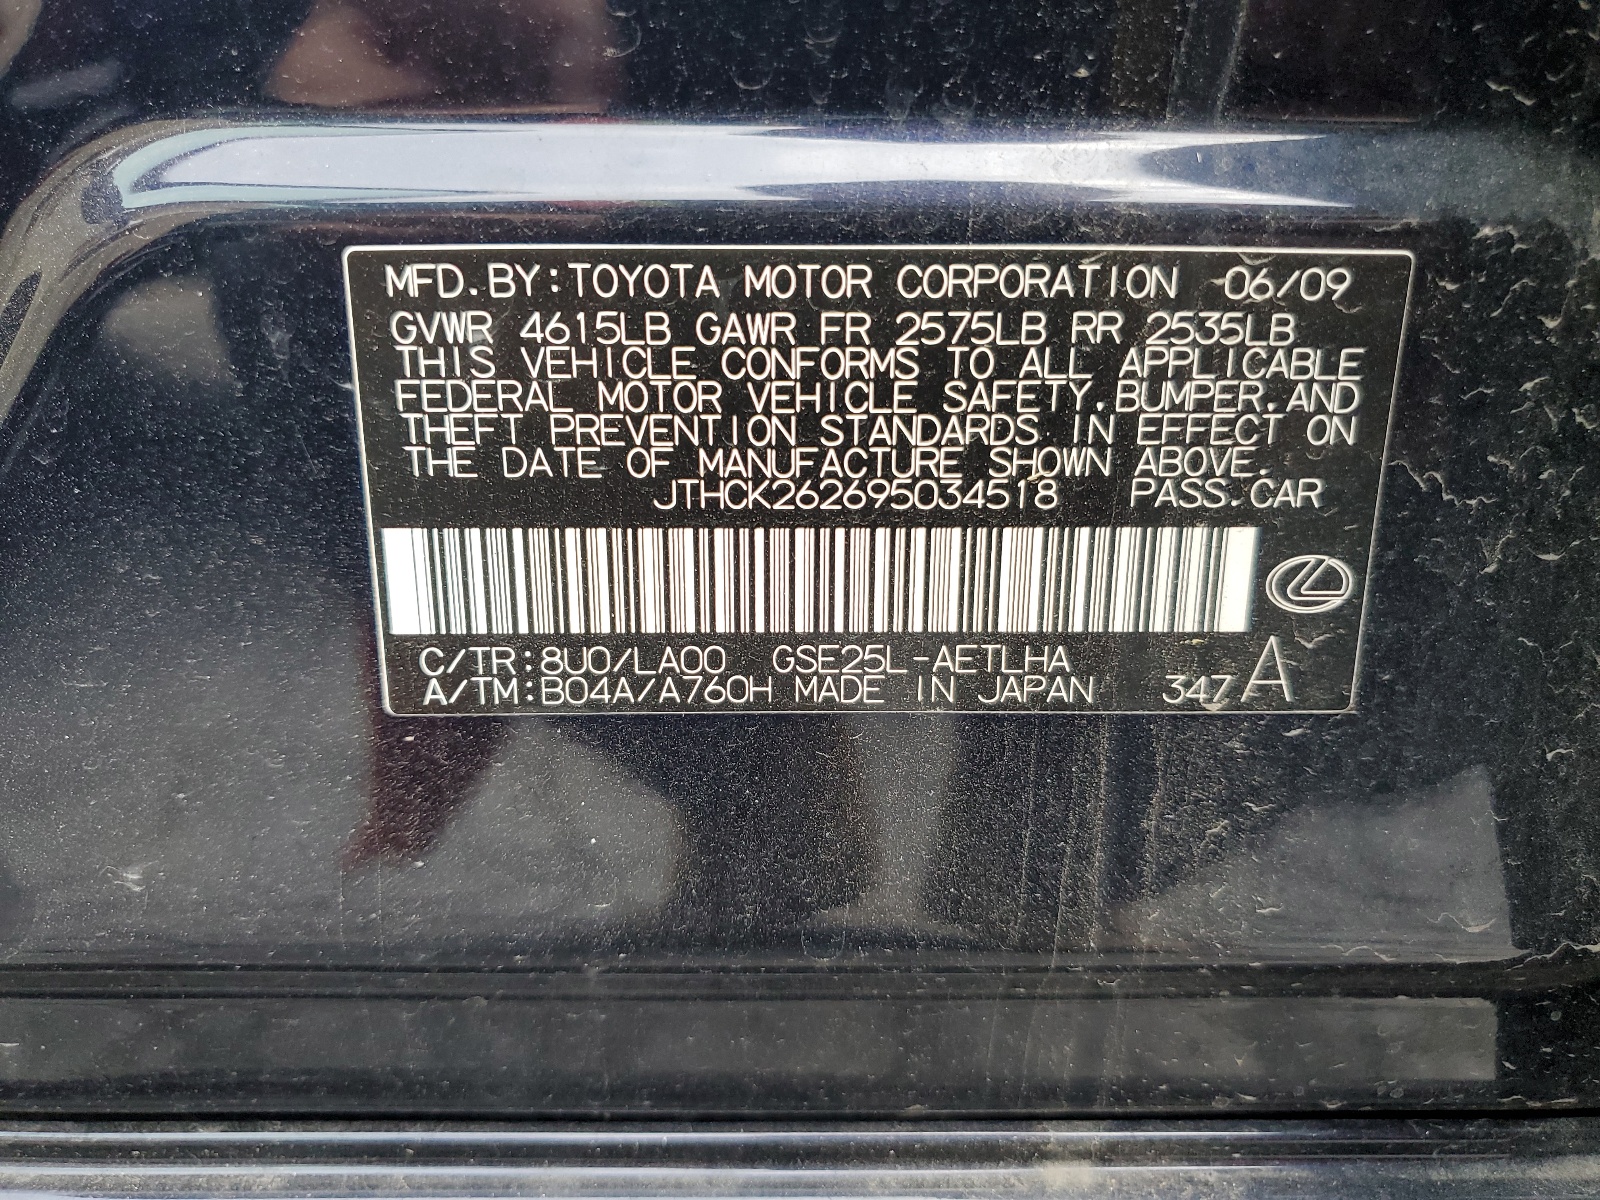 MFD.BY:TOYOTA MOTOR CORPORATION 06/09
GVWR 4615LB GAWR FR 2575LB RR 2535LB
THIS VEHICLE CONFORMS TO ALL APPLICABLE
FEDERAL MOTOR VEHICLE SAFETY.BUMPER.AND
THEFT PREVENTION STANDARDS IN EFFECT ON
THE DATE OF MANUFACTURE SHOWN ABOVE.
JTHCK262695034518 PASS.CAR
C/TR:8U0/LA00 GSE25L-AETLHA
A/TM:B04A/A760H MADE IN JAPAN 347 A